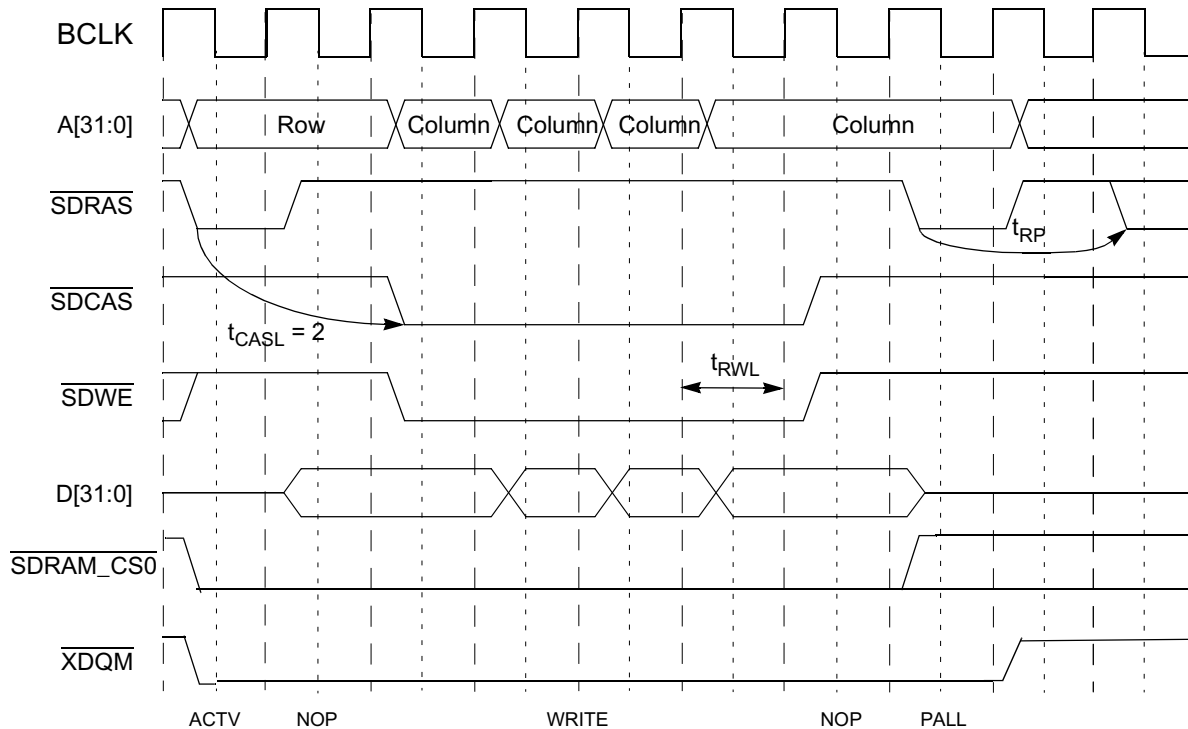 BCLK
A[31:0]
Row
Column
Column
Column
Column
SDRAS
tRP
SDCAS
tCASL = 2
tRWL
SDWE
D[31:0]
SDRAM_CS0
XDQM
ACTV
NOP
WRITE
NOP
PALL